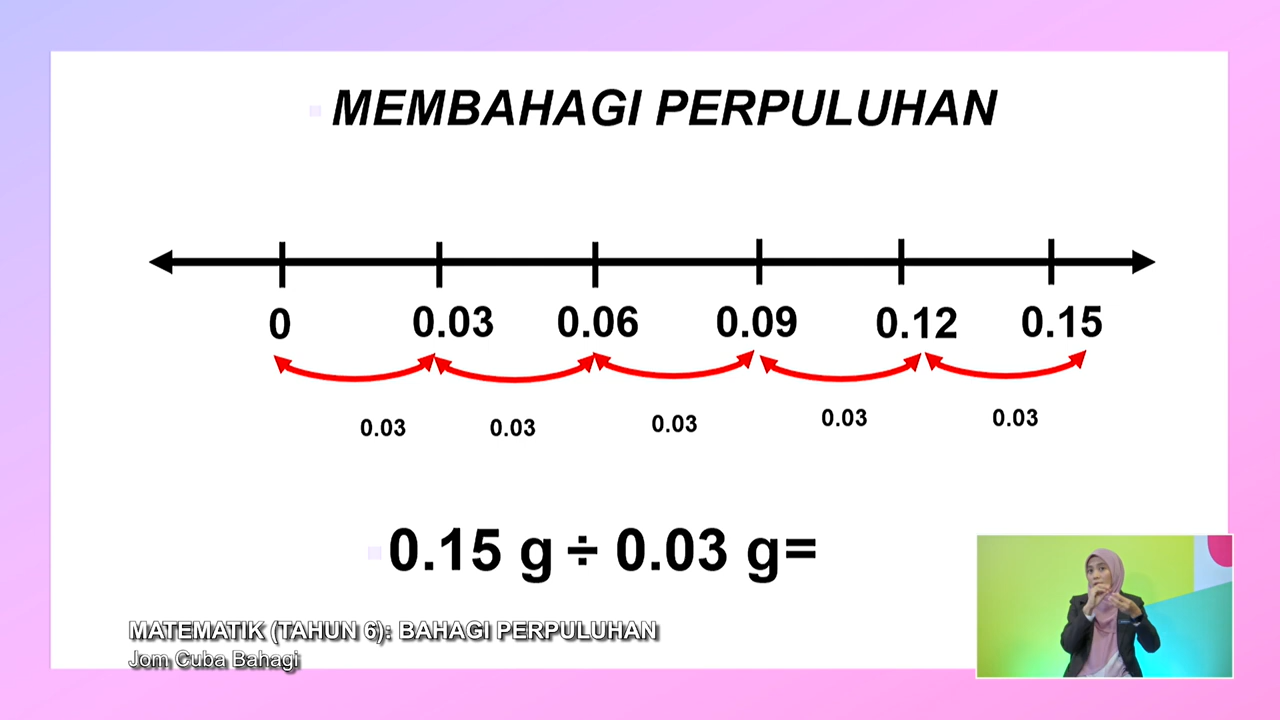 MEMBAHAGI PERPULUHAN
0 0.03 0.06 0.09 0.12 0.15
0.03 0.03 0.03 0.03 0.03
0.15 g ÷ 0.03 g=
MATEMATIK (TAHUN 6): BAHAGI PERPULUHAN
Jom Cuba Bahagi